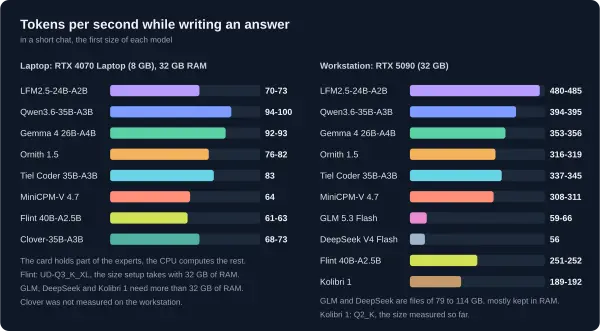 Tokens per second while writing an answer
in a short chat, the first size of each model
Laptop: RTX 4070 Laptop (8 GB), 32 GB RAM
LFM2.5-24B-A2B 70-73
Qwen3.6-35B-A3B 94-100
Gemma 4 26B-A4B 92-93
Ornith 1.5 76-82
Tiel Coder 35B-A3B 83
MiniCPM-V 4.7 64
Flint 40B-A2.5B 61-63
Clover-35B-A3B 68-73
The card holds part of the experts, the CPU computes the rest.
Flint: UD-Q3_K_XL, the size setup takes with 32 GB of RAM.
GLM, DeepSeek and Kolibri 1 need more than 32 GB of RAM.
Clover was not measured on the workstation.
Workstation: RTX 5090 (32 GB)
LFM2.5-24B-A2B 480-485
Qwen3.6-35B-A3B 394-395
Gemma 4 26B-A4B 353-356
Ornith 1.5 316-319
Tiel Coder 35B-A3B 337-345
MiniCPM-V 4.7 308-311
GLM 5.3 Flash 59-66
DeepSeek V4 Flash 56
Flint 40B-A2.5B 251-252
Kolibri 1 189-192
GLM and DeepSeek are files of 79 to 114 GB, mostly kept in RAM.
Kolibri 1: Q2_K, the size measured so far.